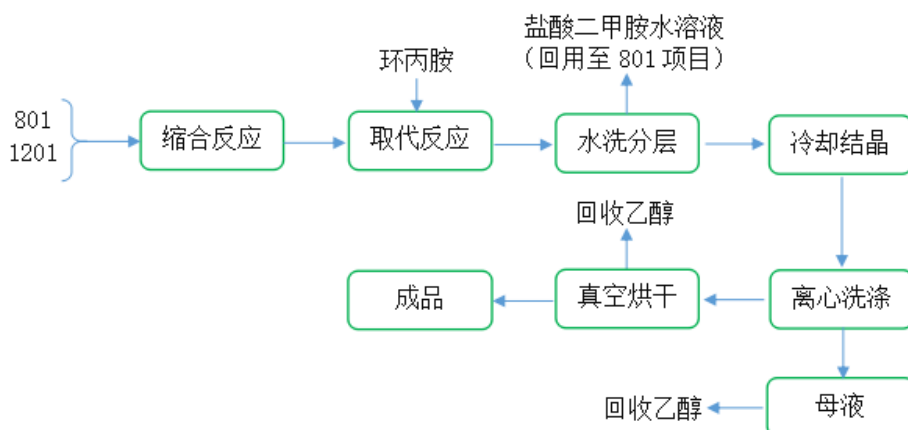 盐酸二甲胺水溶液
（回用至 801 项目）
环丙胺
801
1201
缩合反应
取代反应
水洗分层
冷却结晶
回收乙醇
成品
真空烘干
离心洗涤
回收乙醇
母液